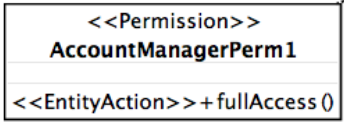 <<Permission>>
AccountManagerPerm1
<<EntityAction>>+fullAccess()